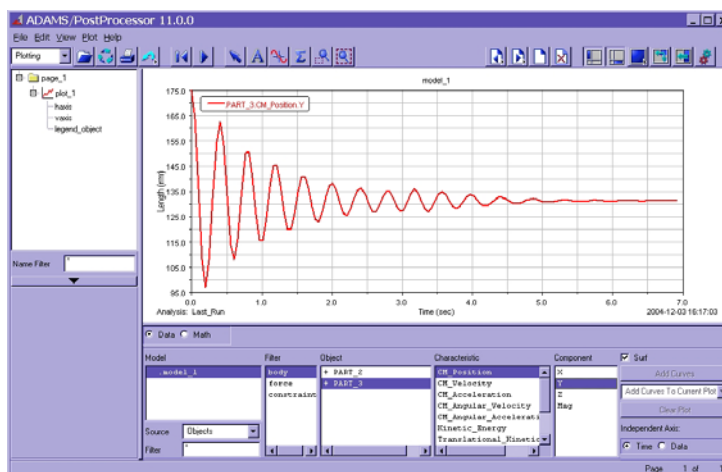 ADAMS/PostProcessor 11.0.0
File Edit View Plot Help
Plotting
page_1
plot_1
haxis
vaxis
legend_object
Name Filter *
model_1
PART_3.CM_Position.Y
Length (mm)
175.0
165.0
155.0
145.0
135.0
125.0
115.0
105.0
95.0
0.0 1.0 2.0 3.0 4.0 5.0 6.0 7.0
Analysis: Last_Run Time (sec) 2004-12-03 16:17:03
Data Math
Model Filter Object Characteristic Component Surf
.model_1 body + PART_2 CM_Position X Add Curves
force + PART_3 CM_Velocity Y
constraint CM_Acceleration Z Add Curves To Current Plot
CM_Angular_Velocity Mag
CM_Angular_Accelerati Clear Plot
Source Objects Kinetic_Energy Independent Axis:
Filter * Translational_Kinetic Time Data
Page 1 of